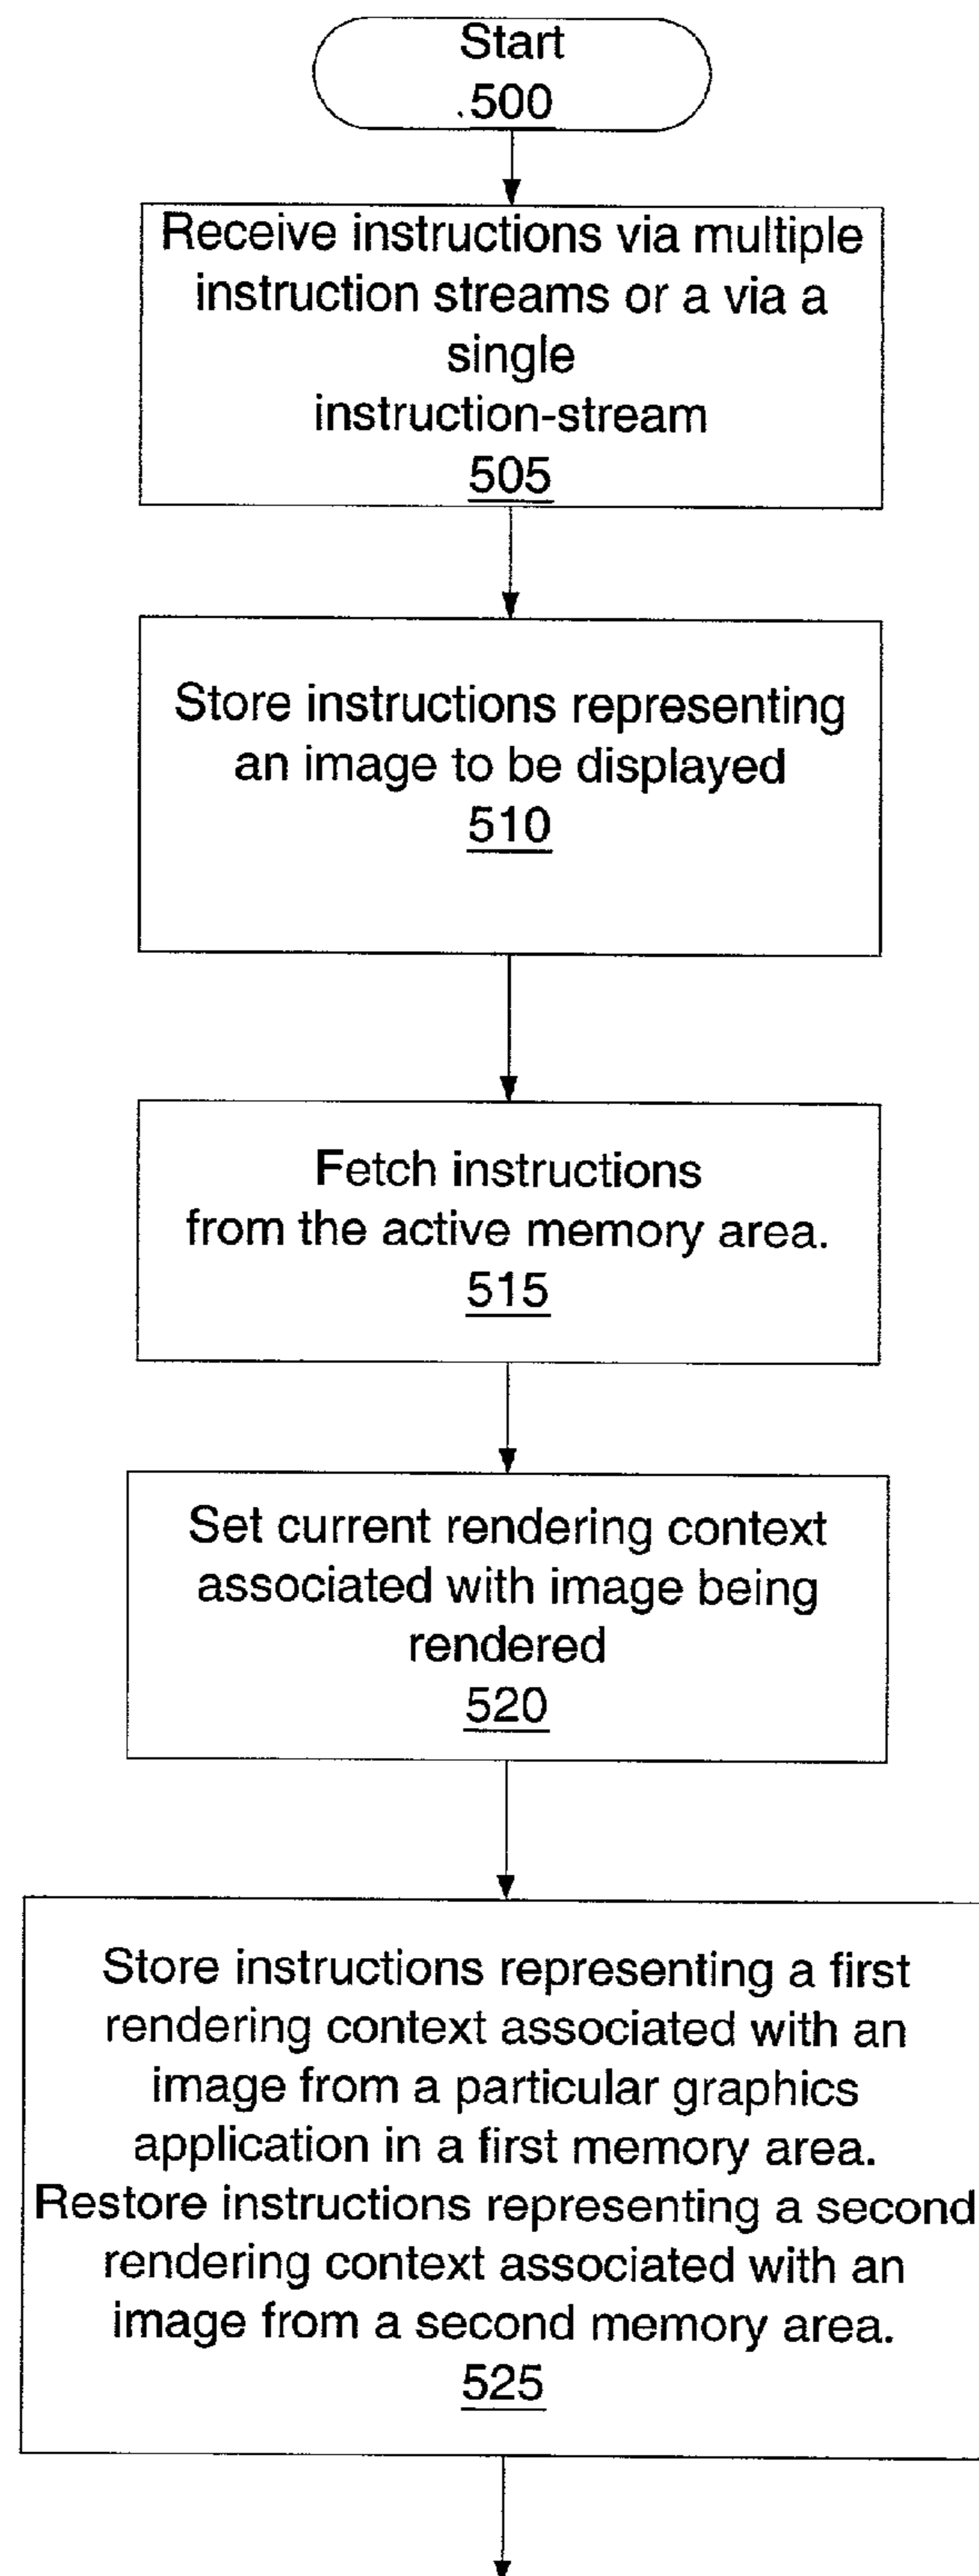 Start
.500
Receive instructions via multiple
instruction streams or a via a
single
instruction-stream
505
Store instructions representing
an image to be displayed
510
Fetch instructions
from the active memory area.
515
Set current rendering context
associated with image being
rendered
520
Store instructions representing a first
rendering context associated with an
image from a particular graphics
application in a first memory area.
Restore instructions representing a second
rendering context associated with an
image from a second memory area.
525